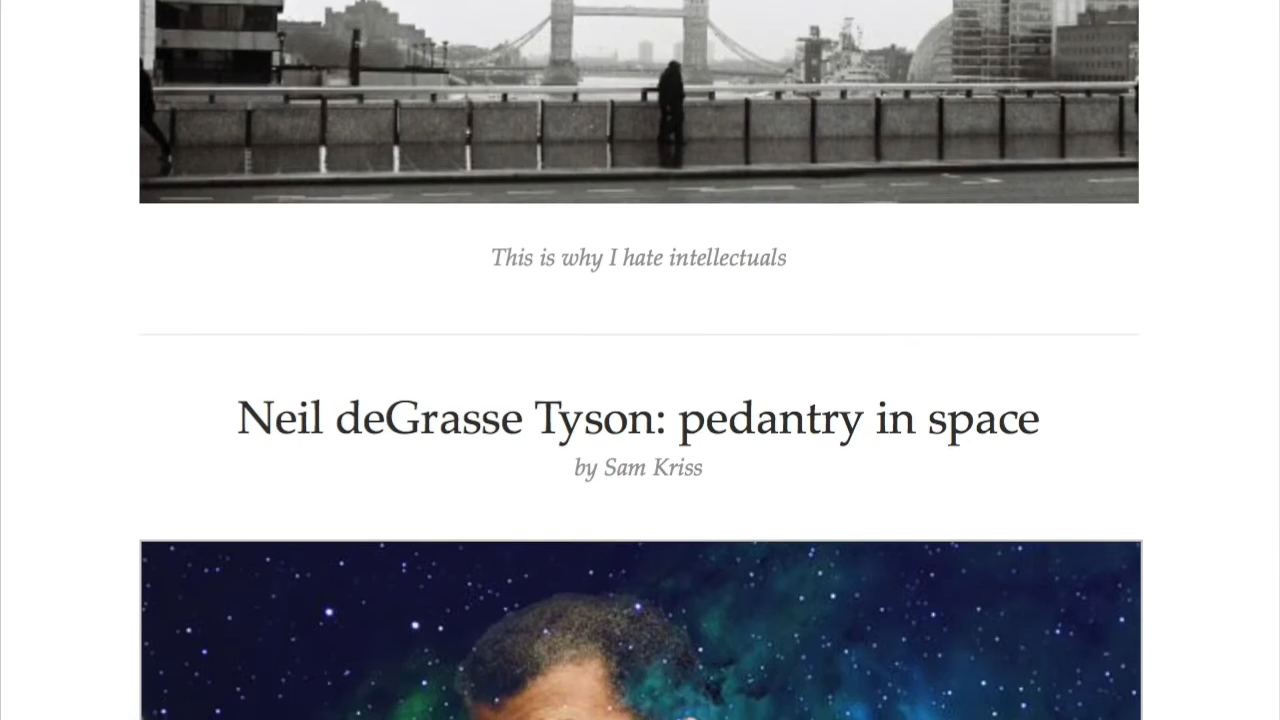 This is why I hate intellectuals
Neil deGrasse Tyson: pedantry in space
by Sam Kriss